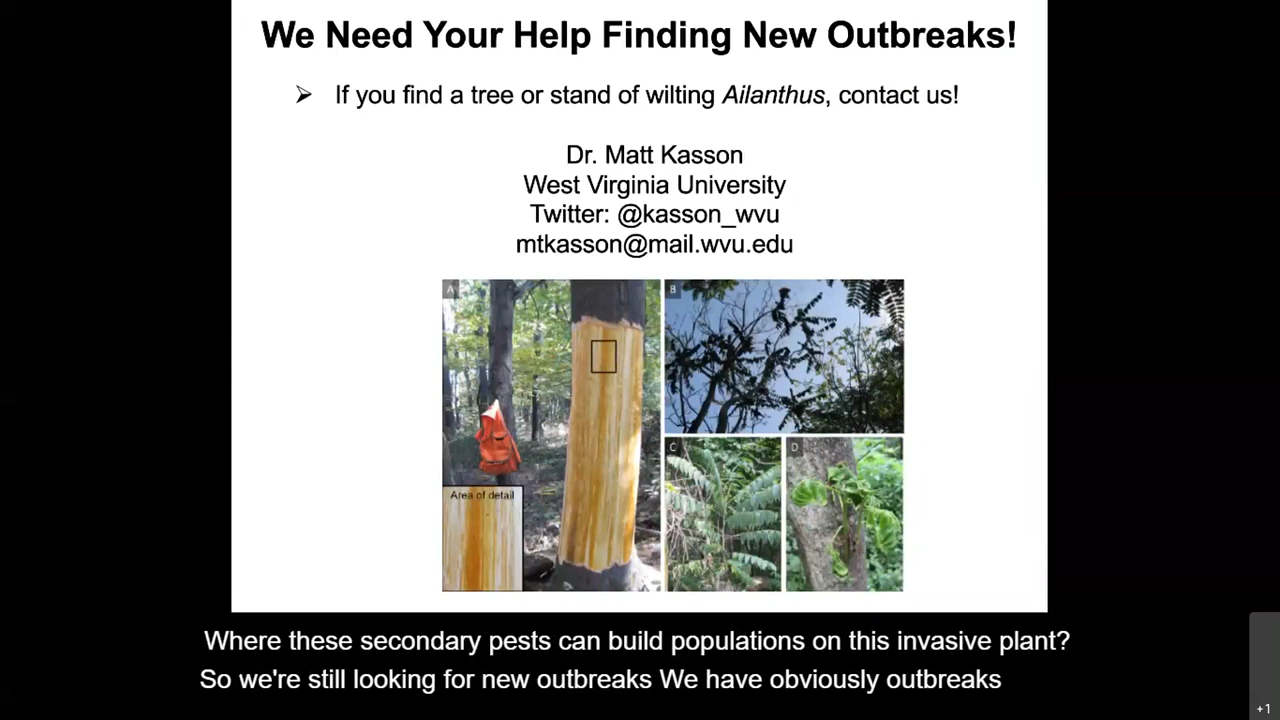 We Need Your Help Finding New Outbreaks!
➢ If you find a tree or stand of wilting Ailanthus, contact us!
Dr. Matt Kasson
West Virginia University
Twitter: @kasson_wvu
mtkasson@mail.wvu.edu
A
B
C
D
Area of detail
Where these secondary pests can build populations on this invasive plant?
So we're still looking for new outbreaks We have obviously outbreaks
+1